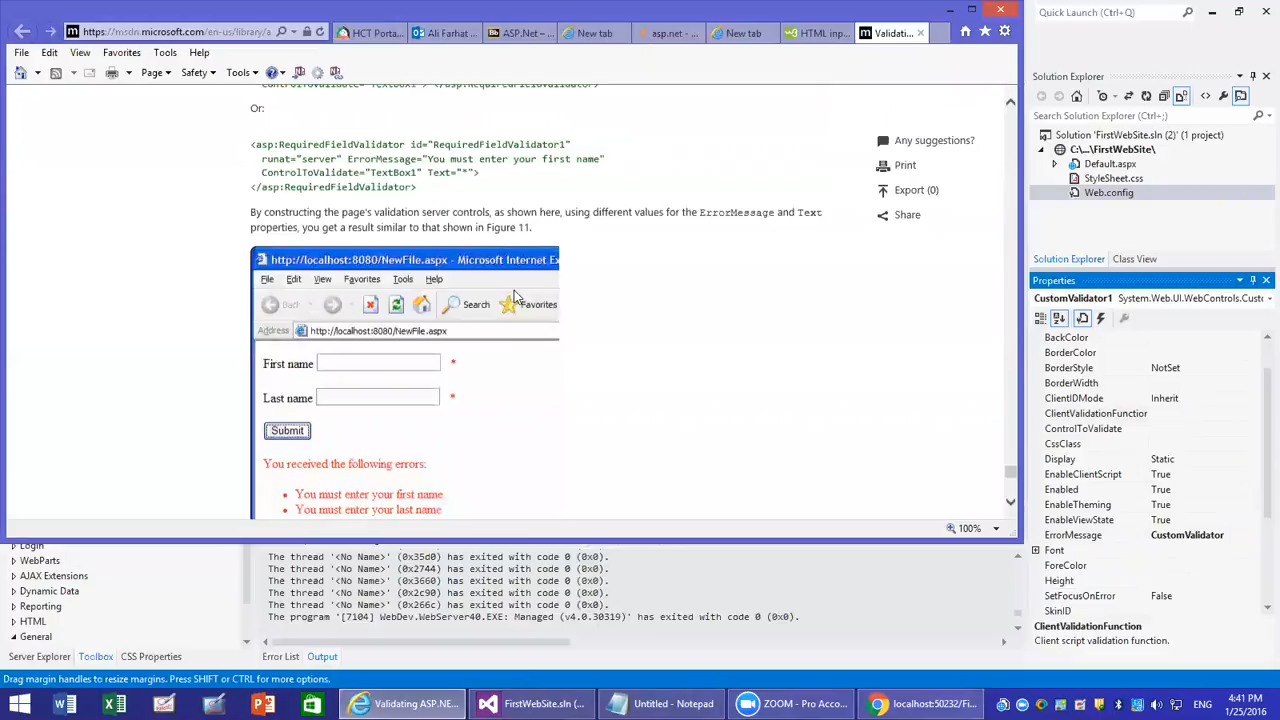 https://msdn.microsoft.com/en-us/library/a
HCT Porta...
Ali Farhat ...
ASP.Net – ...
New tab
asp.net - ...
New tab
HTML inp...
Validati...
File Edit View Favorites Tools Help
Page Safety Tools
Or:
<asp:RequiredFieldValidator id="RequiredFieldValidator1"
runat="server" ErrorMessage="You must enter your first name"
ControlToValidate="TextBox1" Text="*">
</asp:RequiredFieldValidator>
By constructing the page's validation server controls, as shown here, using different values for the ErrorMessage and Text
properties, you get a result similar to that shown in Figure 11.
http://localhost:8080/NewFile.aspx - Microsoft Internet Ex
File Edit View Favorites Tools Help
Back Search Favorites
Address http://localhost:8080/NewFile.aspx
First name *
Last name *
Submit
You received the following errors:
• You must enter your first name
• You must enter your last name
Any suggestions?
Print
Export (0)
Share
100%
Login
WebParts
AJAX Extensions
Dynamic Data
Reporting
HTML
General
The thread '<No Name>' (0x35d0) has exited with code 0 (0x0).
The thread '<No Name>' (0x2744) has exited with code 0 (0x0).
The thread '<No Name>' (0x3660) has exited with code 0 (0x0).
The thread '<No Name>' (0x2c90) has exited with code 0 (0x0).
The thread '<No Name>' (0x266c) has exited with code 0 (0x0).
The program '[7104] WebDev.WebServer40.EXE: Managed (v4.0.30319)' has exited with code 0 (0x0).
Server Explorer Toolbox CSS Properties
Error List Output
Quick Launch (Ctrl+Q)
Solution Explorer
Search Solution Explorer (Ctrl+;)
Solution 'FirstWebSite.sln (2)' (1 project)
C:\...\FirstWebSite\
Default.aspx
StyleSheet.css
Web.config
Solution Explorer Class View
Properties
CustomValidator1 System.Web.UI.WebControls.Custo
BackColor
BorderColor
BorderStyle NotSet
BorderWidth
ClientIDMode Inherit
ClientValidationFunction
ControlToValidate
CssClass
Display Static
EnableClientScript True
Enabled True
EnableTheming True
EnableViewState True
ErrorMessage CustomValidator
Font
ForeColor
Height
SetFocusOnError False
SkinID
ClientValidationFunction
Client script validation function.
Drag margin handles to resize margins. Press SHIFT or CTRL for more options.
Validating ASP.NE...
FirstWebSite.sln (...
Untitled - Notepad
ZOOM - Pro Acco...
localhost:50232/Fi...
ENG
4:41 PM
1/25/2016